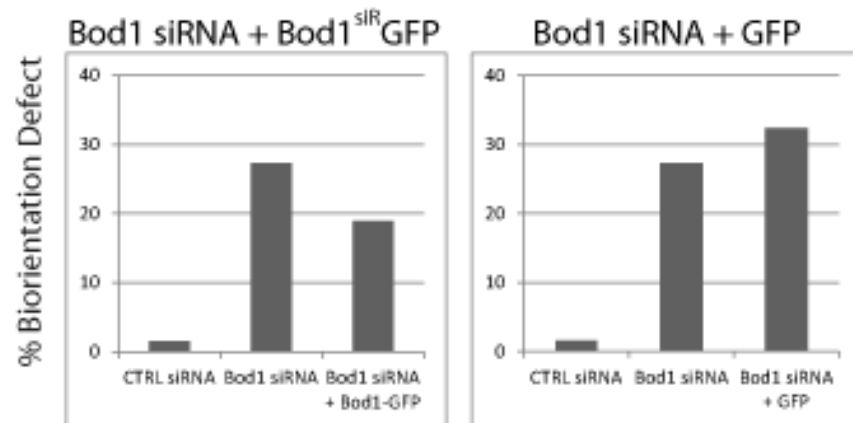 Bod1 siRNA + Bod1siRGFP
Bod1 siRNA + GFP
% Biorientation Defect
40
30
20
10
0
CTRL siRNA Bod1 siRNA Bod1 siRNA
+ Bod1-GFP
40
30
20
10
0
CTRL siRNA Bod1 siRNA Bod1 siRNA
+ GFP